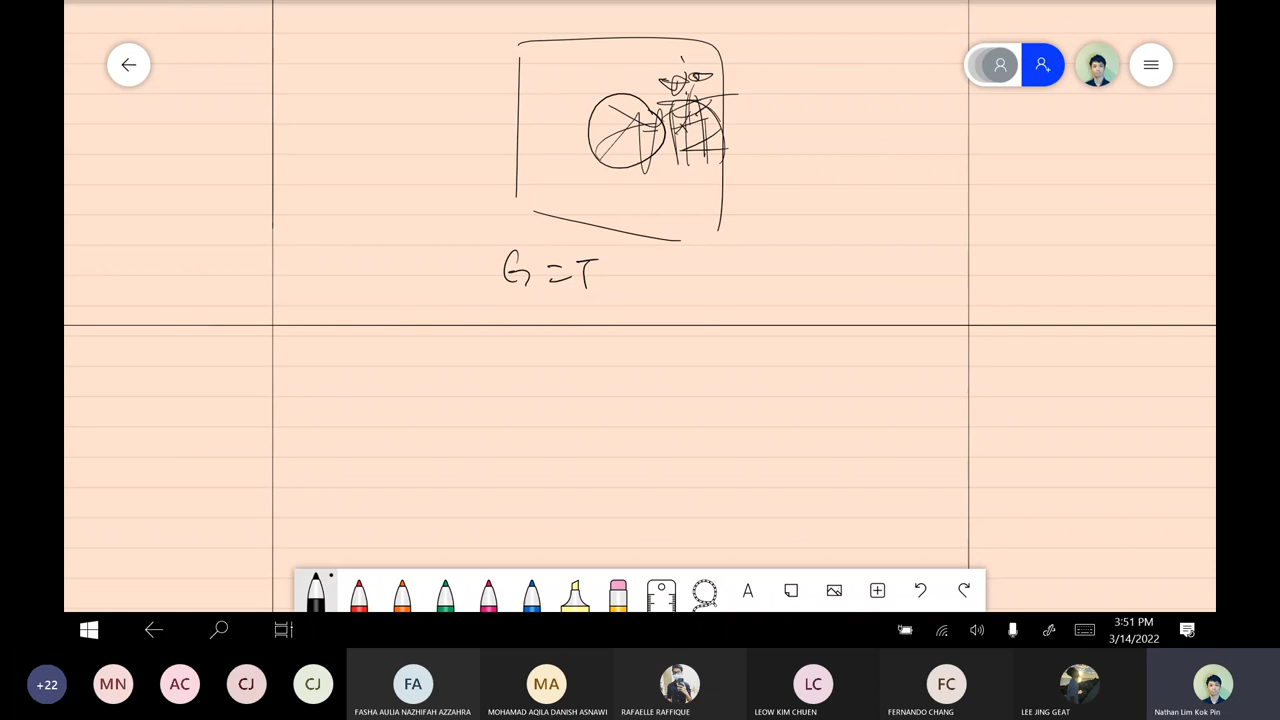 G = T
A
3:51 PM
3/14/2022
+22
MN
AC
CJ
CJ
FA
FASHA AULIA NAZHIFAH AZZAHRA
MA
MOHAMAD AQILA DANISH ASNAWI
RAFAELLE RAFFIQUE
LC
LEOW KIM CHUEN
FC
FERNANDO CHANG
LEE JING GEAT
Nathan Lim Kok Pin